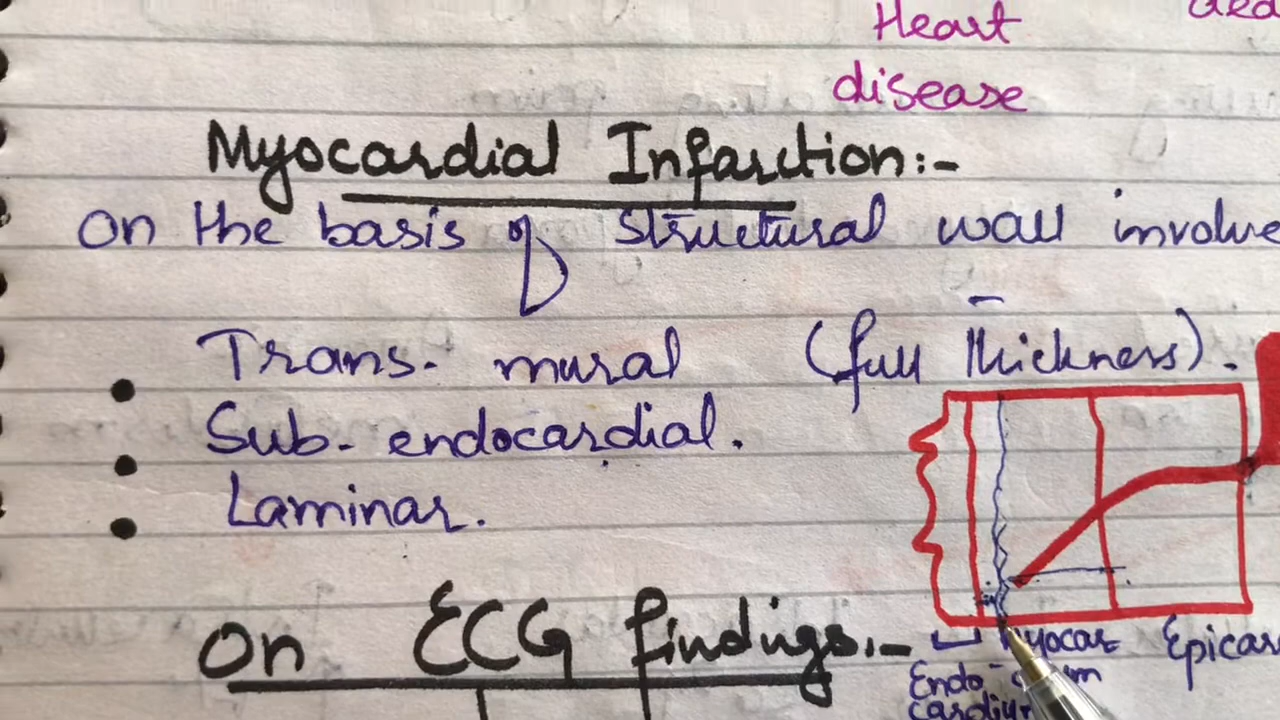 Heart
disease
Myocardial Infarction:-
on the basis of structural wall involve
Trans- mural (full thickness).
Sub- endocardial.
Laminar.
On ECG findings:-
Endo
cardium
Epicar